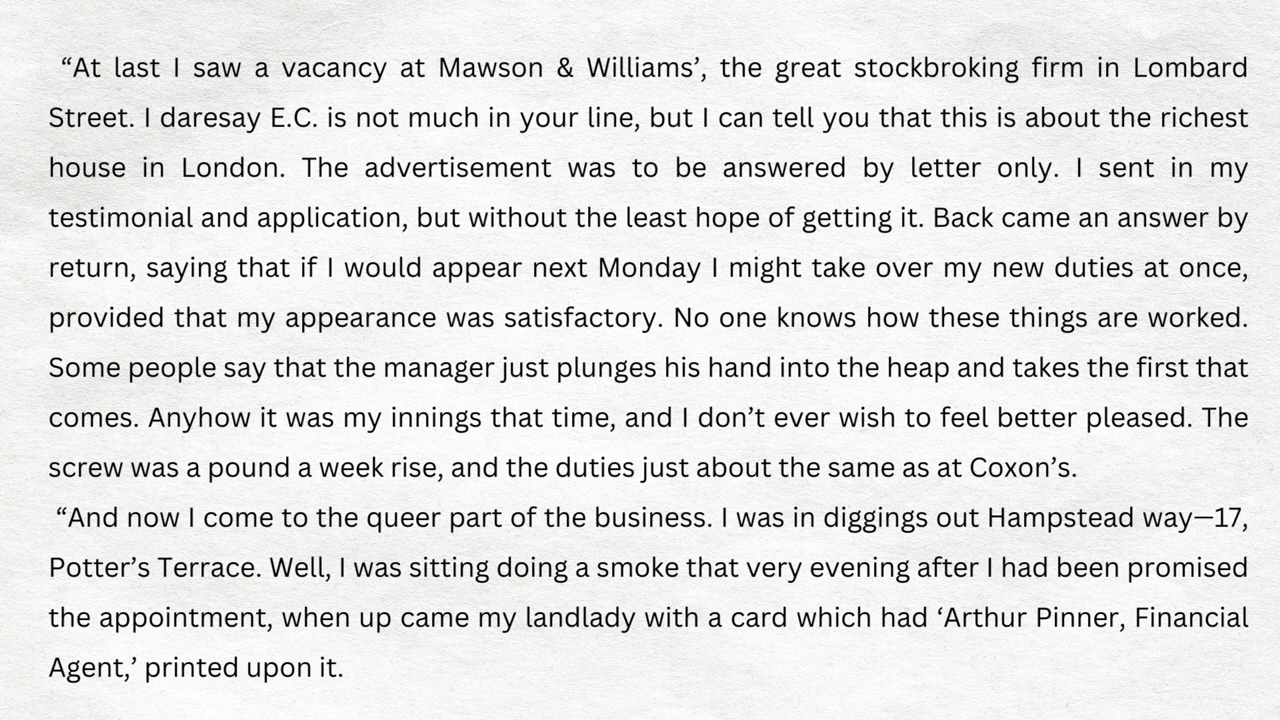 “At last I saw a vacancy at Mawson & Williams’, the great stockbroking firm in Lombard
Street. I daresay E.C. is not much in your line, but I can tell you that this is about the richest
house in London. The advertisement was to be answered by letter only. I sent in my
testimonial and application, but without the least hope of getting it. Back came an answer by
return, saying that if I would appear next Monday I might take over my new duties at once,
provided that my appearance was satisfactory. No one knows how these things are worked.
Some people say that the manager just plunges his hand into the heap and takes the first that
comes. Anyhow it was my innings that time, and I don’t ever wish to feel better pleased. The
screw was a pound a week rise, and the duties just about the same as at Coxon’s.
“And now I come to the queer part of the business. I was in diggings out Hampstead way—17,
Potter’s Terrace. Well, I was sitting doing a smoke that very evening after I had been promised
the appointment, when up came my landlady with a card which had ‘Arthur Pinner, Financial
Agent,’ printed upon it.